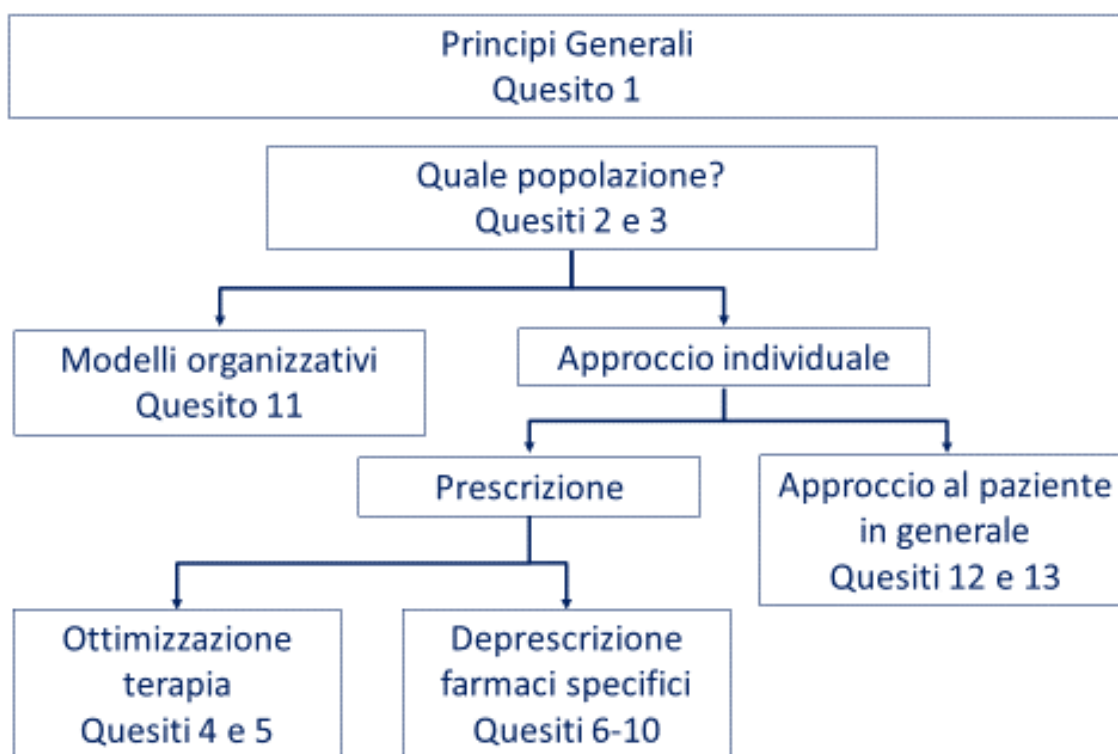 Principi Generali
Quesito 1
Quale popolazione?
Quesiti 2 e 3
Modelli organizzativi
Quesito 11
Approccio individuale
Prescrizione
Approccio al paziente
in generale
Quesiti 12 e 13
Ottimizzazione
terapia
Quesiti 4 e 5
Deprescrizione
farmaci specifici
Quesiti 6-10